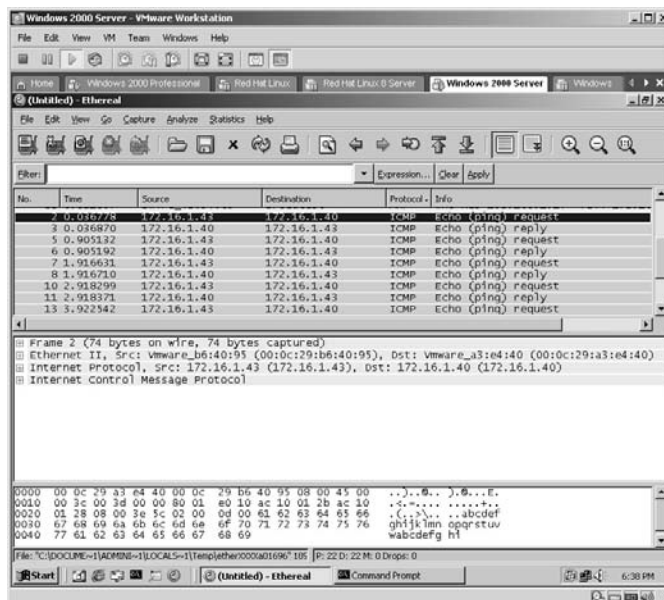 Windows 2000 Server - VMware Workstation
File Edit View VM Team Windows Help
Home Windows 2000 Professional Red Hat Linux Red Hat Linux 8 Server Windows 2000 Server Windows
(Untitled) - Ethereal
File Edit View Go Capture Analyze Statistics Help
Filter: Expression... Clear Apply
No. Time Source Destination Protocol Info
2 0.036778 172.16.1.43 172.16.1.40 ICMP Echo (ping) request
3 0.036870 172.16.1.40 172.16.1.43 ICMP Echo (ping) reply
5 0.905132 172.16.1.43 172.16.1.40 ICMP Echo (ping) request
6 0.905192 172.16.1.40 172.16.1.43 ICMP Echo (ping) reply
7 1.916631 172.16.1.43 172.16.1.40 ICMP Echo (ping) request
8 1.916710 172.16.1.40 172.16.1.43 ICMP Echo (ping) reply
10 2.918299 172.16.1.43 172.16.1.40 ICMP Echo (ping) request
11 2.918371 172.16.1.40 172.16.1.43 ICMP Echo (ping) reply
13 3.922542 172.16.1.43 172.16.1.40 ICMP Echo (ping) request
Frame 2 (74 bytes on wire, 74 bytes captured)
Ethernet II, Src: Vmware_b6:40:95 (00:0c:29:b6:40:95), Dst: Vmware_a3:e4:40 (00:0c:29:a3:e4:40)
Internet Protocol, Src: 172.16.1.43 (172.16.1.43), Dst: 172.16.1.40 (172.16.1.40)
Internet Control Message Protocol
0000 00 0c 29 a3 e4 40 00 0c 29 b6 40 95 08 00 45 00 ..)..@.. ).@...E.
0010 00 3c 00 3d 00 00 80 01 e0 10 ac 10 01 2b ac 10 .<.=.... .....+..
0020 01 28 08 00 3e 5c 02 00 0d 00 61 62 63 64 65 66 .(..>\.. ..abcdef
0030 67 68 69 6a 6b 6c 6d 6e 6f 70 71 72 73 74 75 76 ghijklmn opqrstuv
0040 77 61 62 63 64 65 66 67 68 69 wabcdefg hi
File: "C:\DOCUME~1\ADMINI~1\LOCALS~1\Temp\etherXXXXa01696" 185 P: 22 D: 22 M: 0 Drops: 0
Start (Untitled) - Ethereal Command Prompt 6:38 PM